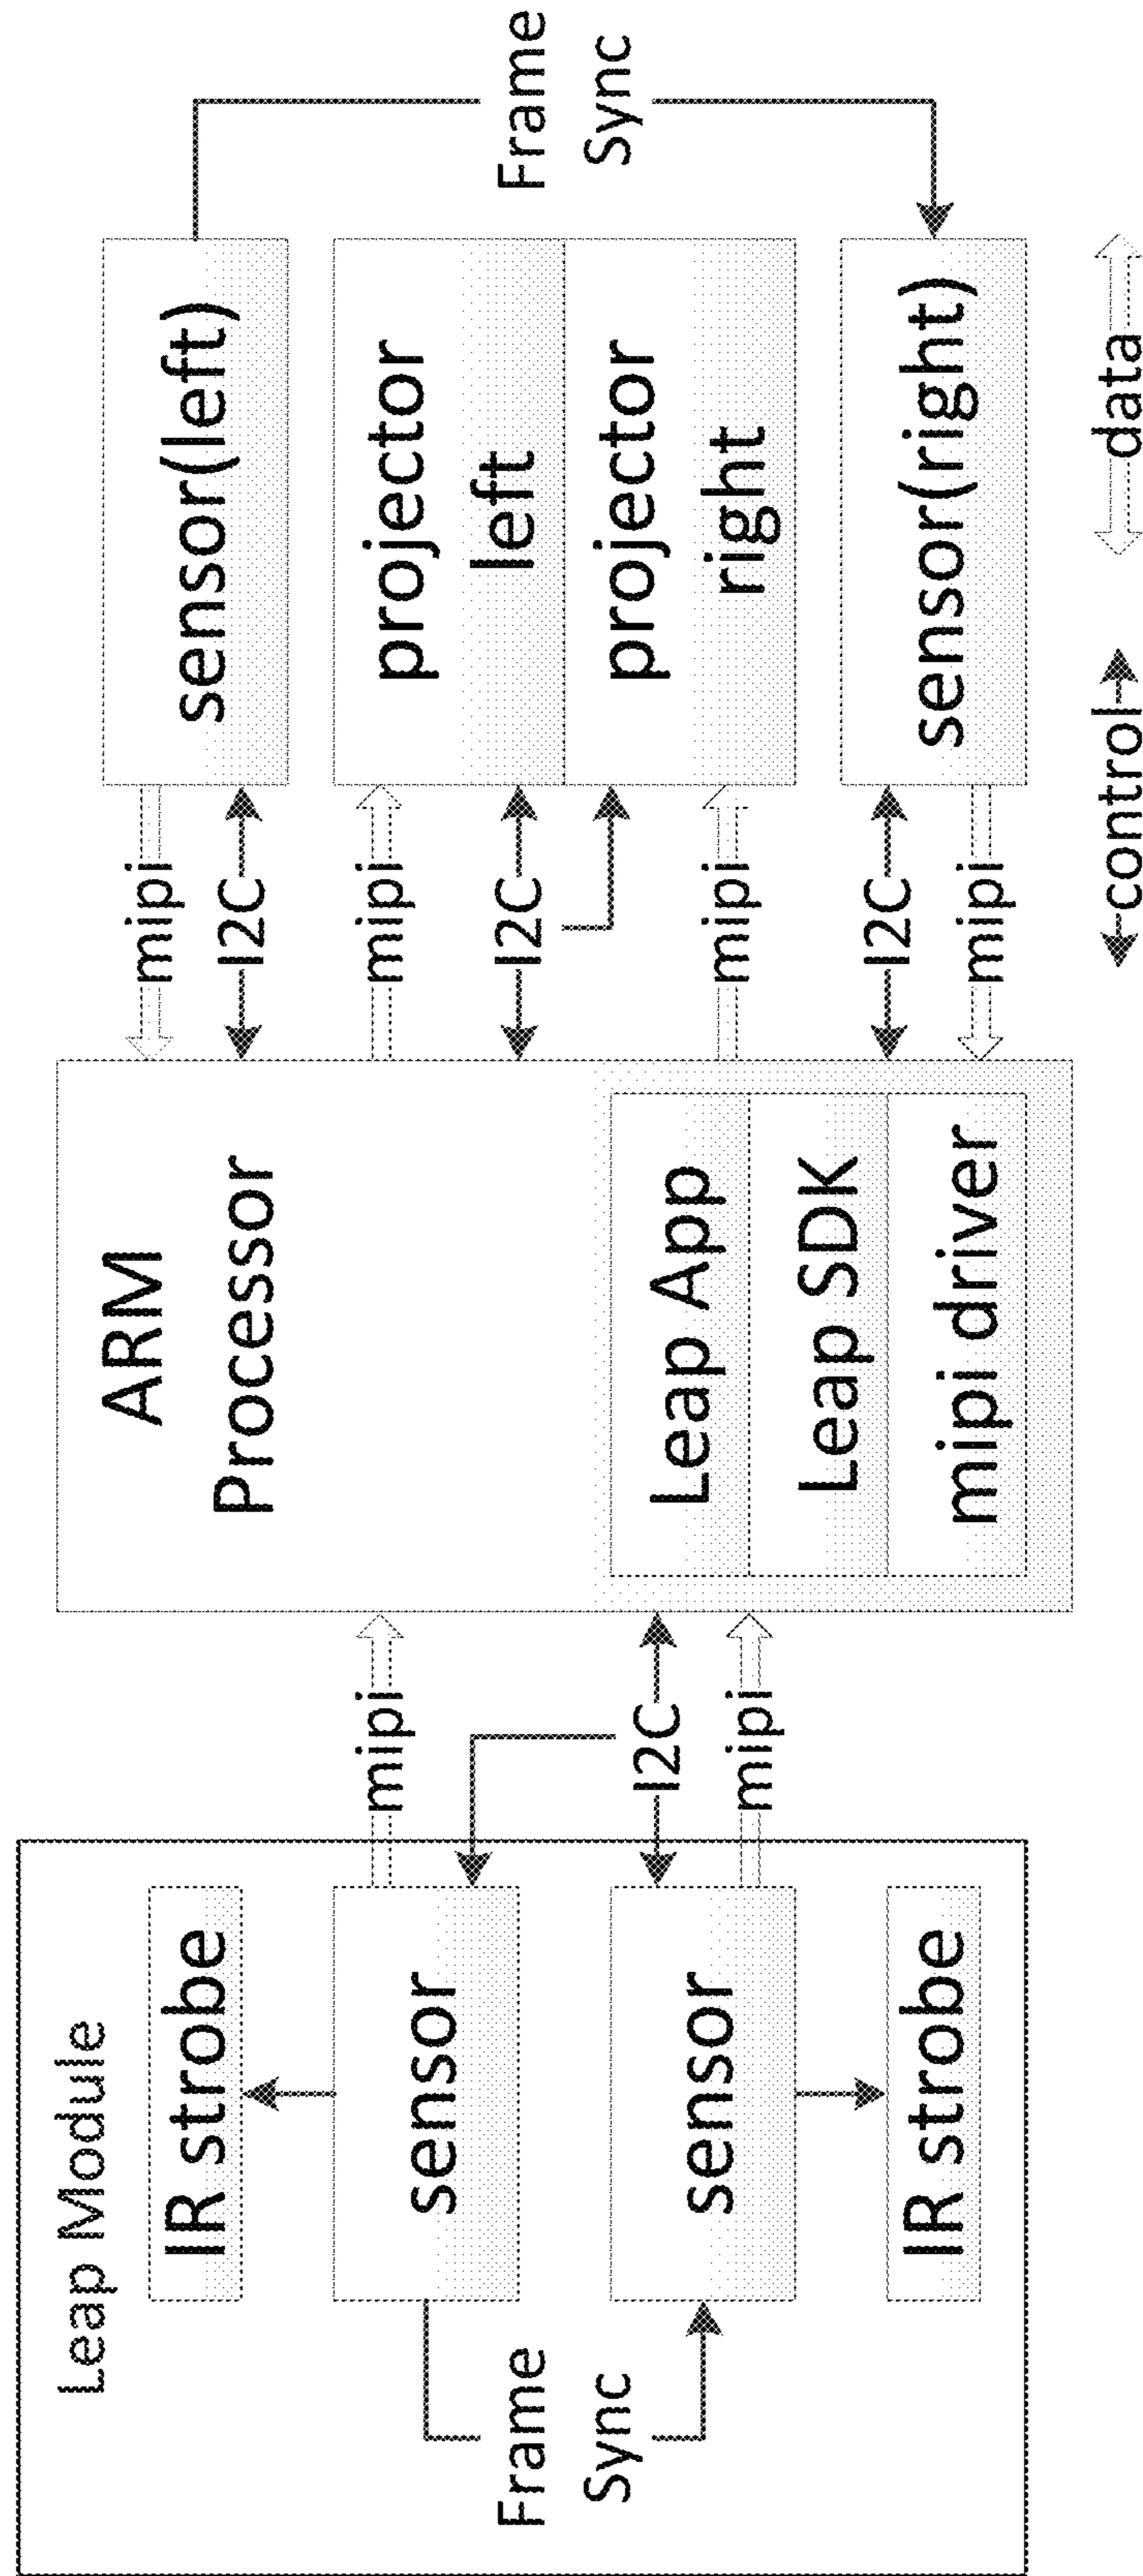 Leap Module
IR strobe
sensor
Frame
Sync
sensor
IR strobe
mipi
I2C
mipi
ARM
Processor
Leap App
Leap SDK
mipi driver
mipi
I2C
mipi
I2C
mipi
I2C
mipi
sensor(left)
projector
left
projector
right
sensor(right)
Frame
Sync
control
data